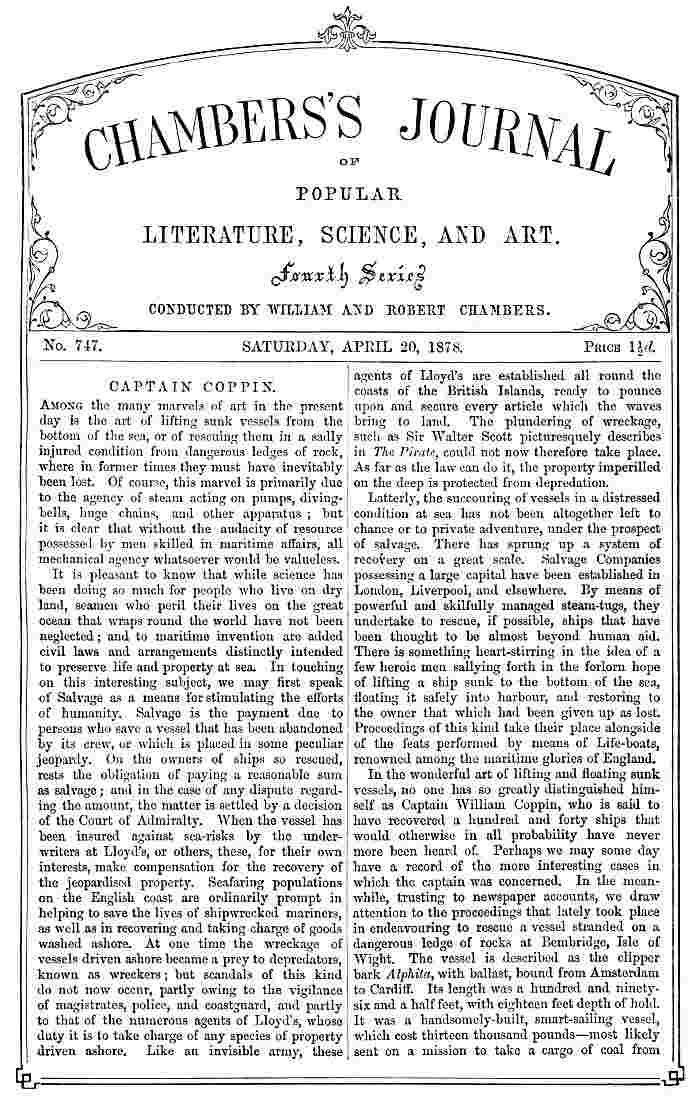 CHAMBERS'S JOURNAL
OF
POPULAR
LITERATURE, SCIENCE, AND ART.
Fourth Series
CONDUCTED BY WILLIAM AND ROBERT CHAMBERS.
No. 747.
SATURDAY, APRIL 20, 1878.
PRICE 1½d.
CAPTAIN COPPIN.
AMONG the many marvels of art in the present
day is the art of lifting sunk vessels from the
bottom of the sea, or of rescuing them in a sadly
injured condition from dangerous ledges of rock,
where in former times they must have inevitably
been lost. Of course, this marvel is primarily due
to the agency of steam acting on pumps, diving-
bells, huge chains, and other apparatus; but
it is clear that without the audacity of resource
possessed by men skilled in maritime affairs, all
mechanical agency whatsoever would be valueless.
It is pleasant to know that while science has
been doing so much for people who live on dry
land, seamen who peril their lives on the great
ocean that wraps round the world have not been
neglected; and to maritime invention are added
civil laws and arrangements distinctly intended
to preserve life and property at sea. In touching
on this interesting subject, we may first speak
of Salvage as a means for stimulating the efforts
of humanity. Salvage is the payment due to
persons who save a vessel that has been abandoned
by its crew, or which is placed in some peculiar
jeopardy. On the owners of ships so rescued,
rests the obligation of paying a reasonable sum
as salvage; and in the case of any dispute regard-
ing the amount, the matter is settled by a decision
of the Court of Admiralty. When the vessel has
been insured against sea-risks by the under-
writers at Lloyd's, or others, these, for their own
interests, make compensation for the recovery of
the jeopardised property. Seafaring populations
on the English coast are ordinarily prompt in
helping to save the lives of shipwrecked mariners,
as well as in recovering and taking charge of goods
washed ashore. At one time the wreckage of
vessels driven ashore became a prey to depredators,
known as wreckers; but scandals of this kind
do not now occur, partly owing to the vigilance
of magistrates, police, and coastguard, and partly
to that of the numerous agents of Lloyd's, whose
duty it is to take charge of any species of property
driven ashore. Like an invisible army, these
agents of Lloyd's are established all round the
coasts of the British Islands, ready to pounce
upon and secure every article which the waves
bring to land. The plundering of wreckage,
such as Sir Walter Scott picturesquely describes
in The Pirate, could not now therefore take place.
As far as the law can do it, the property imperilled
on the deep is protected from depredation.
Latterly, the succouring of vessels in a distressed
condition at sea has not been altogether left to
chance or to private adventure, under the prospect
of salvage. There has sprung up a system of
recovery on a great scale. Salvage Companies
possessing a large capital have been established in
London, Liverpool, and elsewhere. By means of
powerful and skilfully managed steam-tugs, they
undertake to rescue, if possible, ships that have
been thought to be almost beyond human aid.
There is something heart-stirring in the idea of a
few heroic men sallying forth in the forlorn hope
of lifting a ship sunk to the bottom of the sea,
floating it safely into harbour, and restoring to
the owner that which had been given up as lost.
Proceedings of this kind take their place alongside
of the feats performed by means of Life-boats,
renowned among the maritime glories of England.
In the wonderful art of lifting and floating sunk
vessels, no one has so greatly distinguished him-
self as Captain William Coppin, who is said to
have recovered a hundred and forty ships that
would otherwise in all probability have never
more been heard of. Perhaps we may some day
have a record of the more interesting cases in
which the captain was concerned. In the mean-
while, trusting to newspaper accounts, we draw
attention to the proceedings that lately took place
in endeavouring to rescue a vessel stranded on a
dangerous ledge of rocks at Bembridge, Isle of
Wight. The vessel is described as the clipper
bark Alphita, with ballast, bound from Amsterdam
to Cardiff. Its length was a hundred and ninety-
six and a half feet, with eighteen feet depth of hold.
It was a handsomely-built, smart-sailing vessel,
which cost thirteen thousand pounds—most likely
sent on a mission to take a cargo of coal from